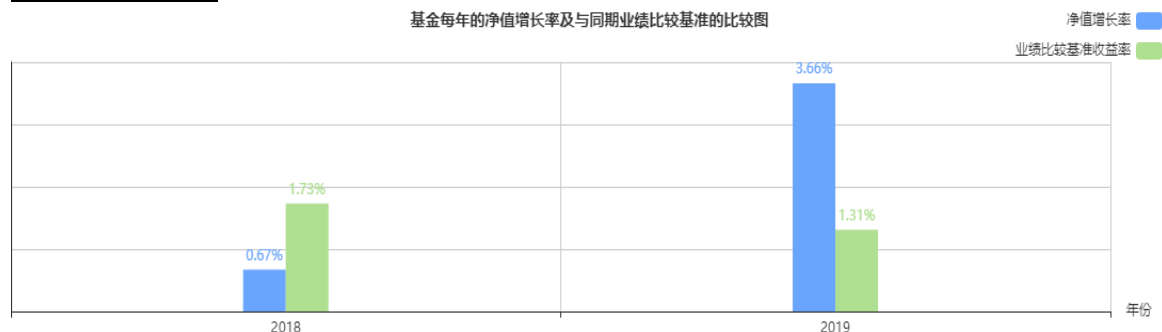 基金每年的净值增长率及与同期业绩比较基准的比较图
净值增长率
业绩比较基准收益率
3.66%
1.73%
1.31%
0.67%
年份
2018
2019